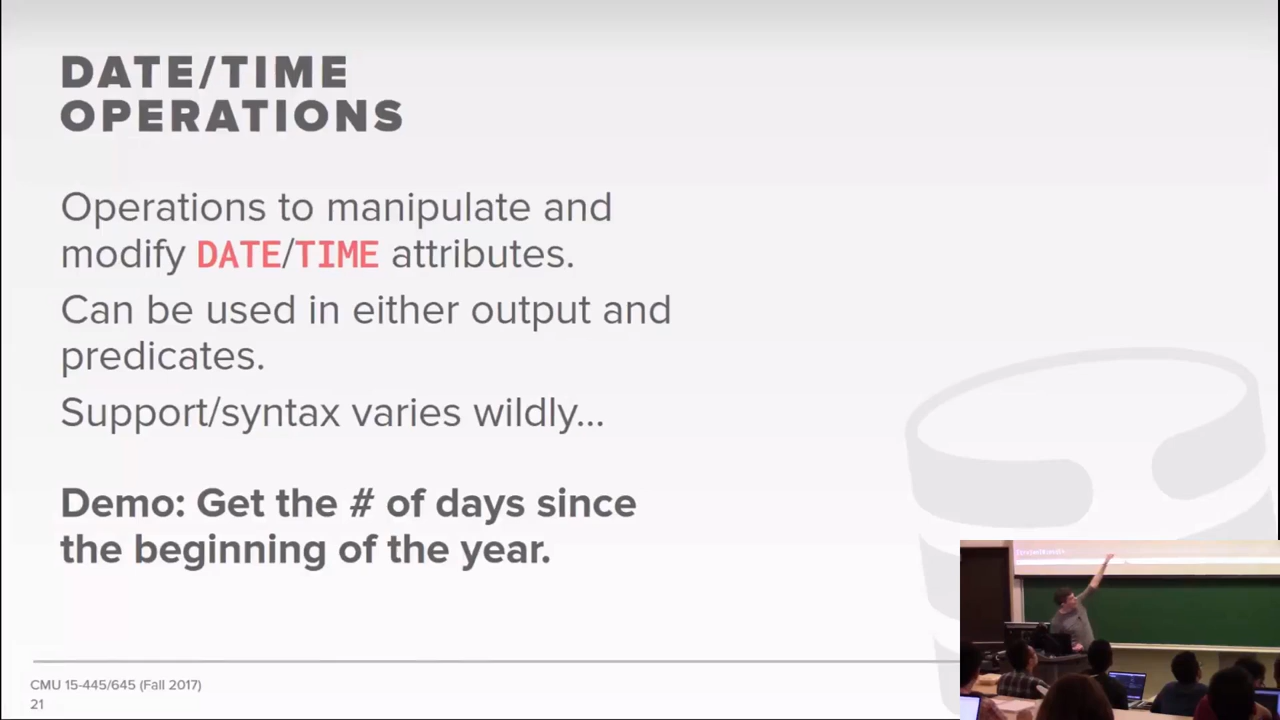 DATE/TIME
OPERATIONS
Operations to manipulate and
modify DATE/TIME attributes.
Can be used in either output and
predicates.
Support/syntax varies wildly...
Demo: Get the # of days since
the beginning of the year.
CMU 15-445/645 (Fall 2017)
21